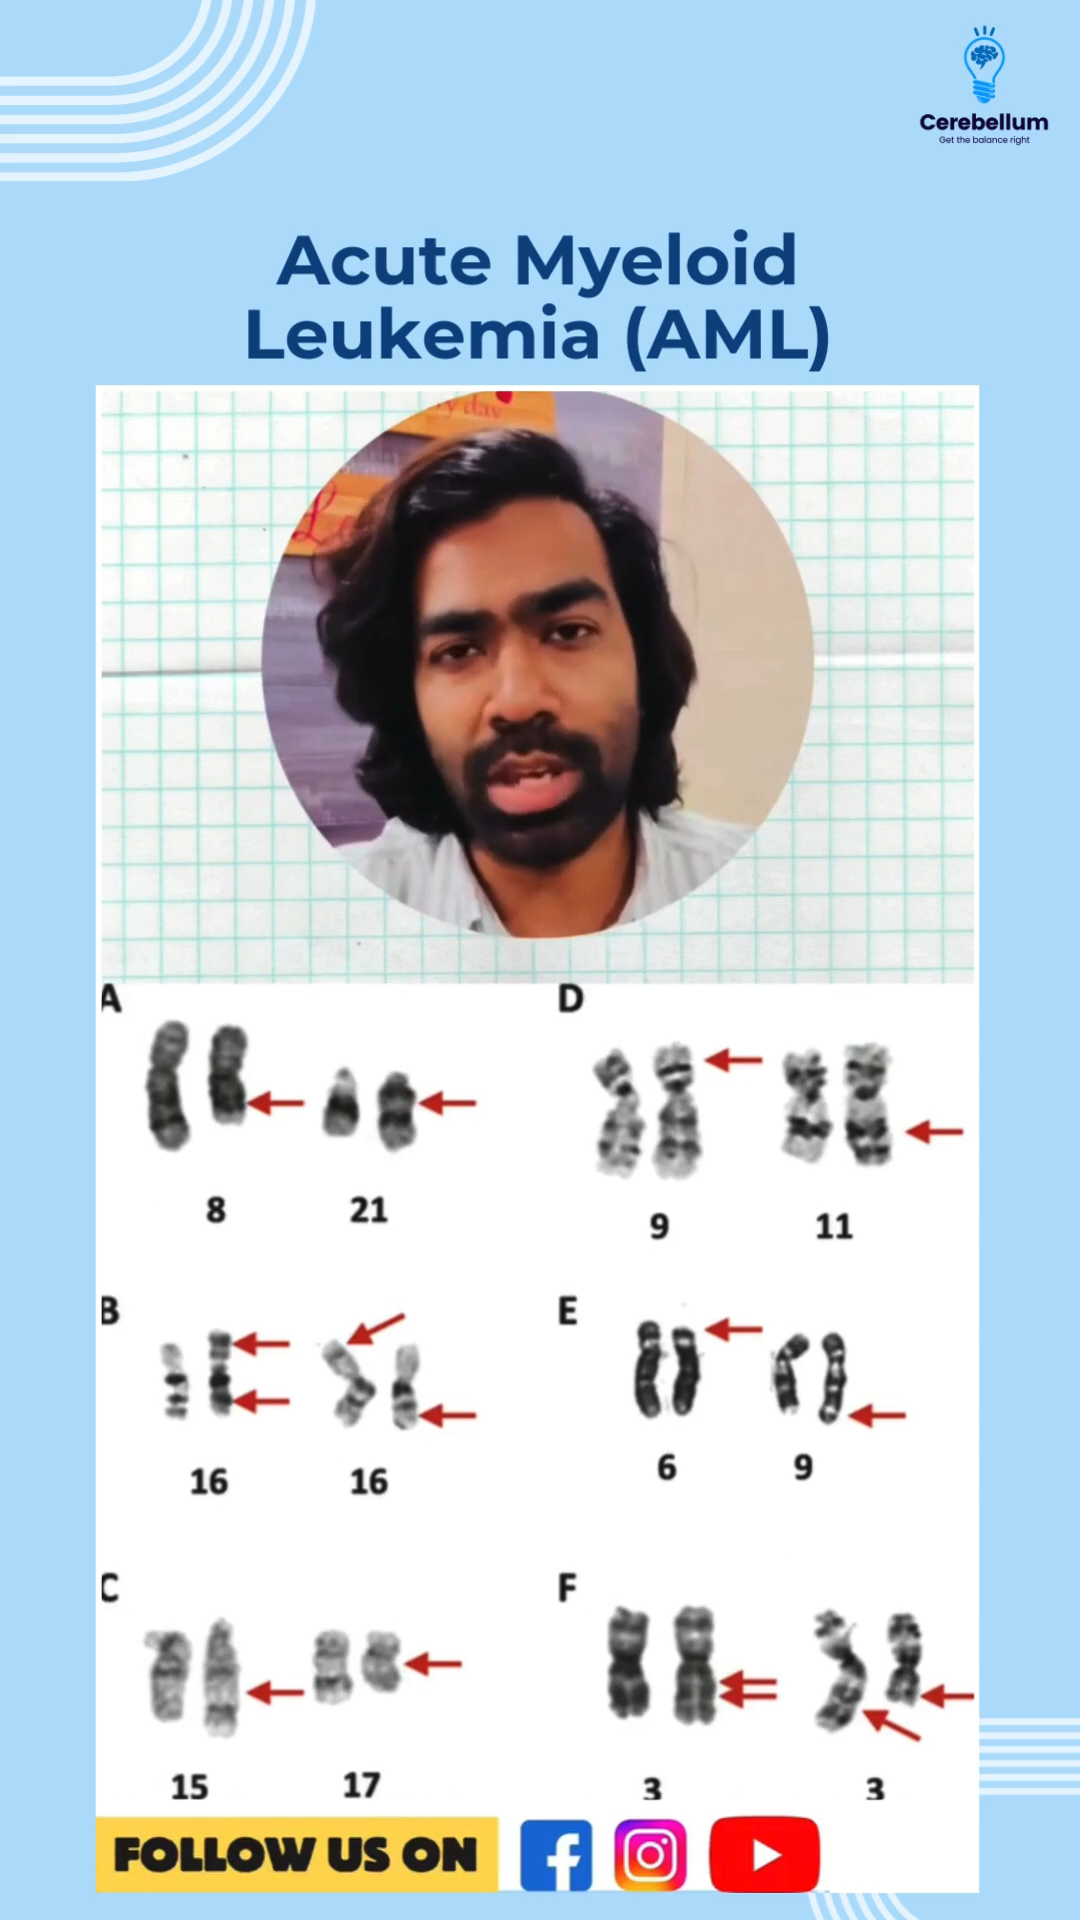 Cerebellum
Get the balance right
Acute Myeloid
Leukemia (AML)
y day
A
D
8
21
9
11
B
E
16
16
6
9
C
F
15
17
3
3
FOLLOW US ON